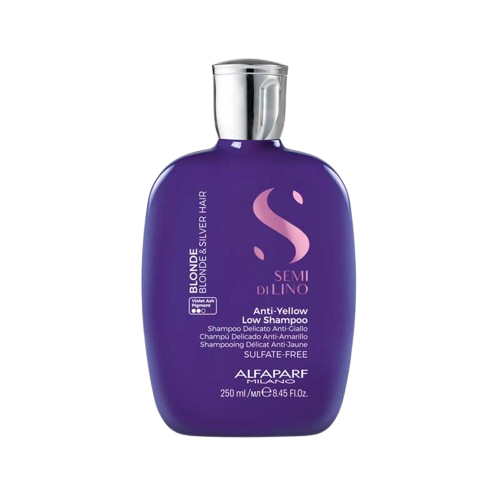 BLONDE
BLONDE & SILVER HAIR
Violet Ash
Pigment
S
SEMI
DI LINO
Anti-Yellow
Low Shampoo
Shampoo Delicato Anti-Giallo
Champú Delicado Anti-Amarillo
Shampooing Délicat Anti-Jaune
SULFATE-FREE
ALFAPARF
MILANO
250 ml/мл ℮ 8.45 Fl.Oz.